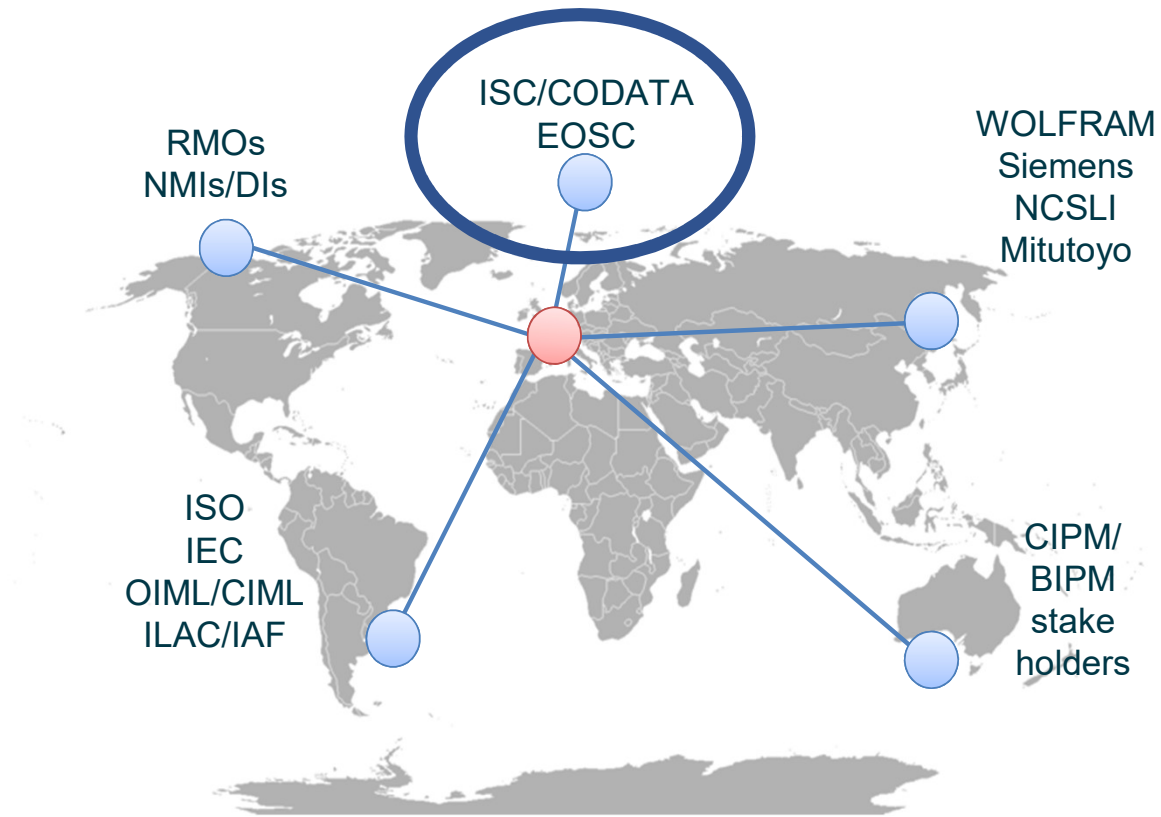 ISC/CODATA
EOSC
RMOs
NMIs/DIs
WOLFRAM
Siemens
NCSLI
Mitutoyo
ISO
IEC
OIML/CIML
ILAC/IAF
CIPM/
BIPM
stake
holders